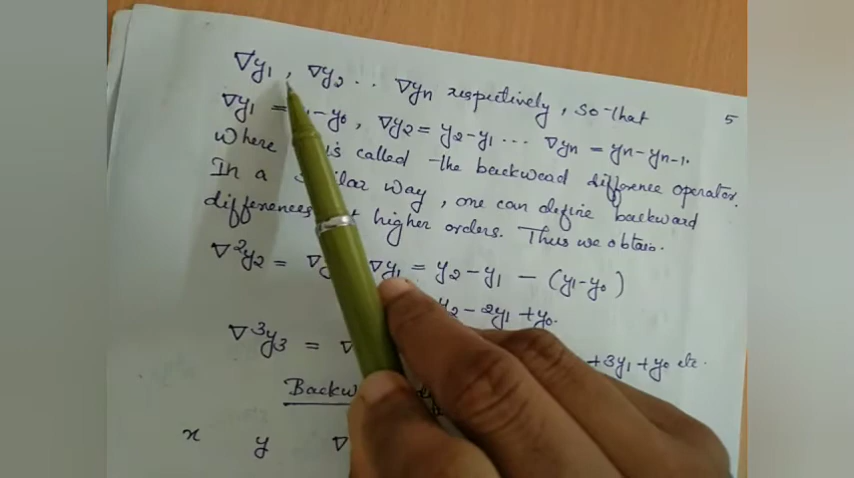 ∇y1, ∇y2 .. ∇yn respectively, so that
5
∇y1 = - y0, ∇y2 = y2 - y1 ... ∇yn = yn - yn-1.
Where is called the backwead difference operator.
In a way, one can define backward
differences higher orders. Thus we obtain.
∇²y2 = ∇y1 = y2 - y1 - (y1 - y0)
y2 - 2y1 + y0.
∇³y3 = ∇ + 3y1 + y0 etc.
x y ∇